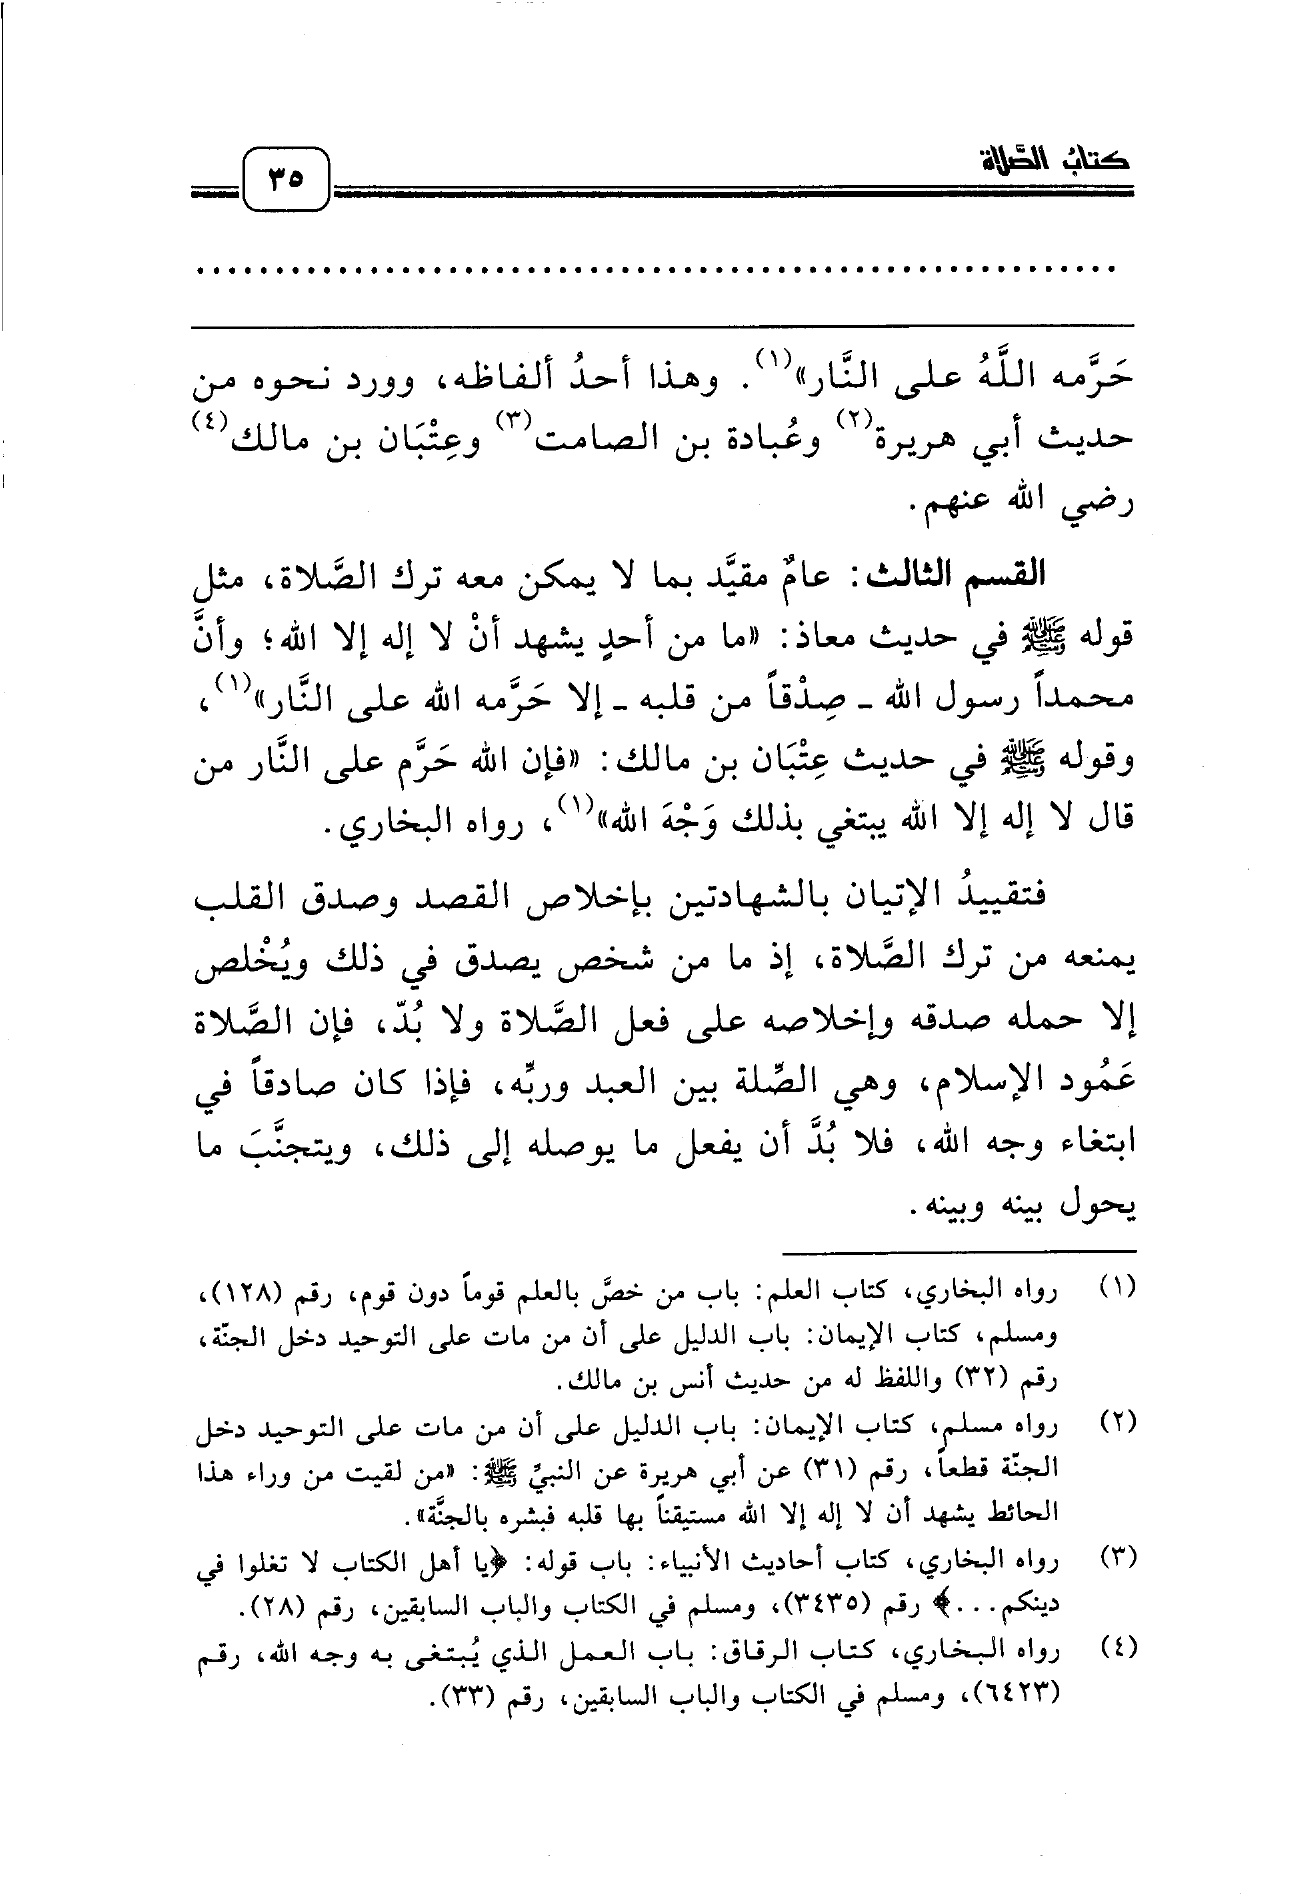 كتابُ الصَّلاة
٣٥
حَرَّمه اللَّهُ على النَّار»(١). وهذا أحدُ ألفاظه، وورد نحوه من
حديث أبي هريرة(٢) وعُبادة بن الصامت(٣) وعِتْبَان بن مالك(٤)
رضي الله عنهم.
القسم الثالث: عامٌ مقيَّد بما لا يمكن معه ترك الصَّلاة، مثل
قوله ﷺ في حديث معاذ: «ما من أحدٍ يشهد أنْ لا إله إلا الله؛ وأنَّ
محمداً رسول الله ـ صِدْقاً من قلبه ـ إلا حَرَّمه الله على النَّار»(١)،
وقوله ﷺ في حديث عِتْبَان بن مالك: «فإن الله حَرَّم على النَّار من
قال لا إله إلا الله يبتغي بذلك وَجْهَ الله»(١)، رواه البخاري.
فتقييدُ الإتيان بالشهادتين بإخلاص القصد وصدق القلب
يمنعه من ترك الصَّلاة، إذ ما من شخص يصدق في ذلك ويُخْلص
إلا حمله صدقه وإخلاصه على فعل الصَّلاة ولا بُدّ، فإن الصَّلاة
عَمُود الإسلام، وهي الصِّلة بين العبد وربِّه، فإذا كان صادقاً في
ابتغاء وجه الله، فلا بُدَّ أن يفعل ما يوصله إلى ذلك، ويتجنَّبَ ما
يحول بينه وبينه.
(١) رواه البخاري، كتاب العلم: باب من خصَّ بالعلم قوماً دون قوم، رقم (١٢٨)،
ومسلم، كتاب الإيمان: باب الدليل على أن من مات على التوحيد دخل الجنّة،
رقم (٣٢) واللفظ له من حديث أنس بن مالك.
(٢) رواه مسلم، كتاب الإيمان: باب الدليل على أن من مات على التوحيد دخل
الجنّة قطعاً، رقم (٣١) عن أبي هريرة عن النبيِّ ﷺ: «من لقيت من وراء هذا
الحائط يشهد أن لا إله إلا الله مستيقناً بها قلبه فبشره بالجنَّة».
(٣) رواه البخاري، كتاب أحاديث الأنبياء: باب قوله: ﴿يا أهل الكتاب لا تغلوا في
دينكم...﴾ رقم (٣٤٣٥)، ومسلم في الكتاب والباب السابقين، رقم (٢٨).
(٤) رواه البخاري، كتاب الرقاق: باب العمل الذي يُبتغى به وجه الله، رقم
(٦٤٢٣)، ومسلم في الكتاب والباب السابقين، رقم (٣٣).